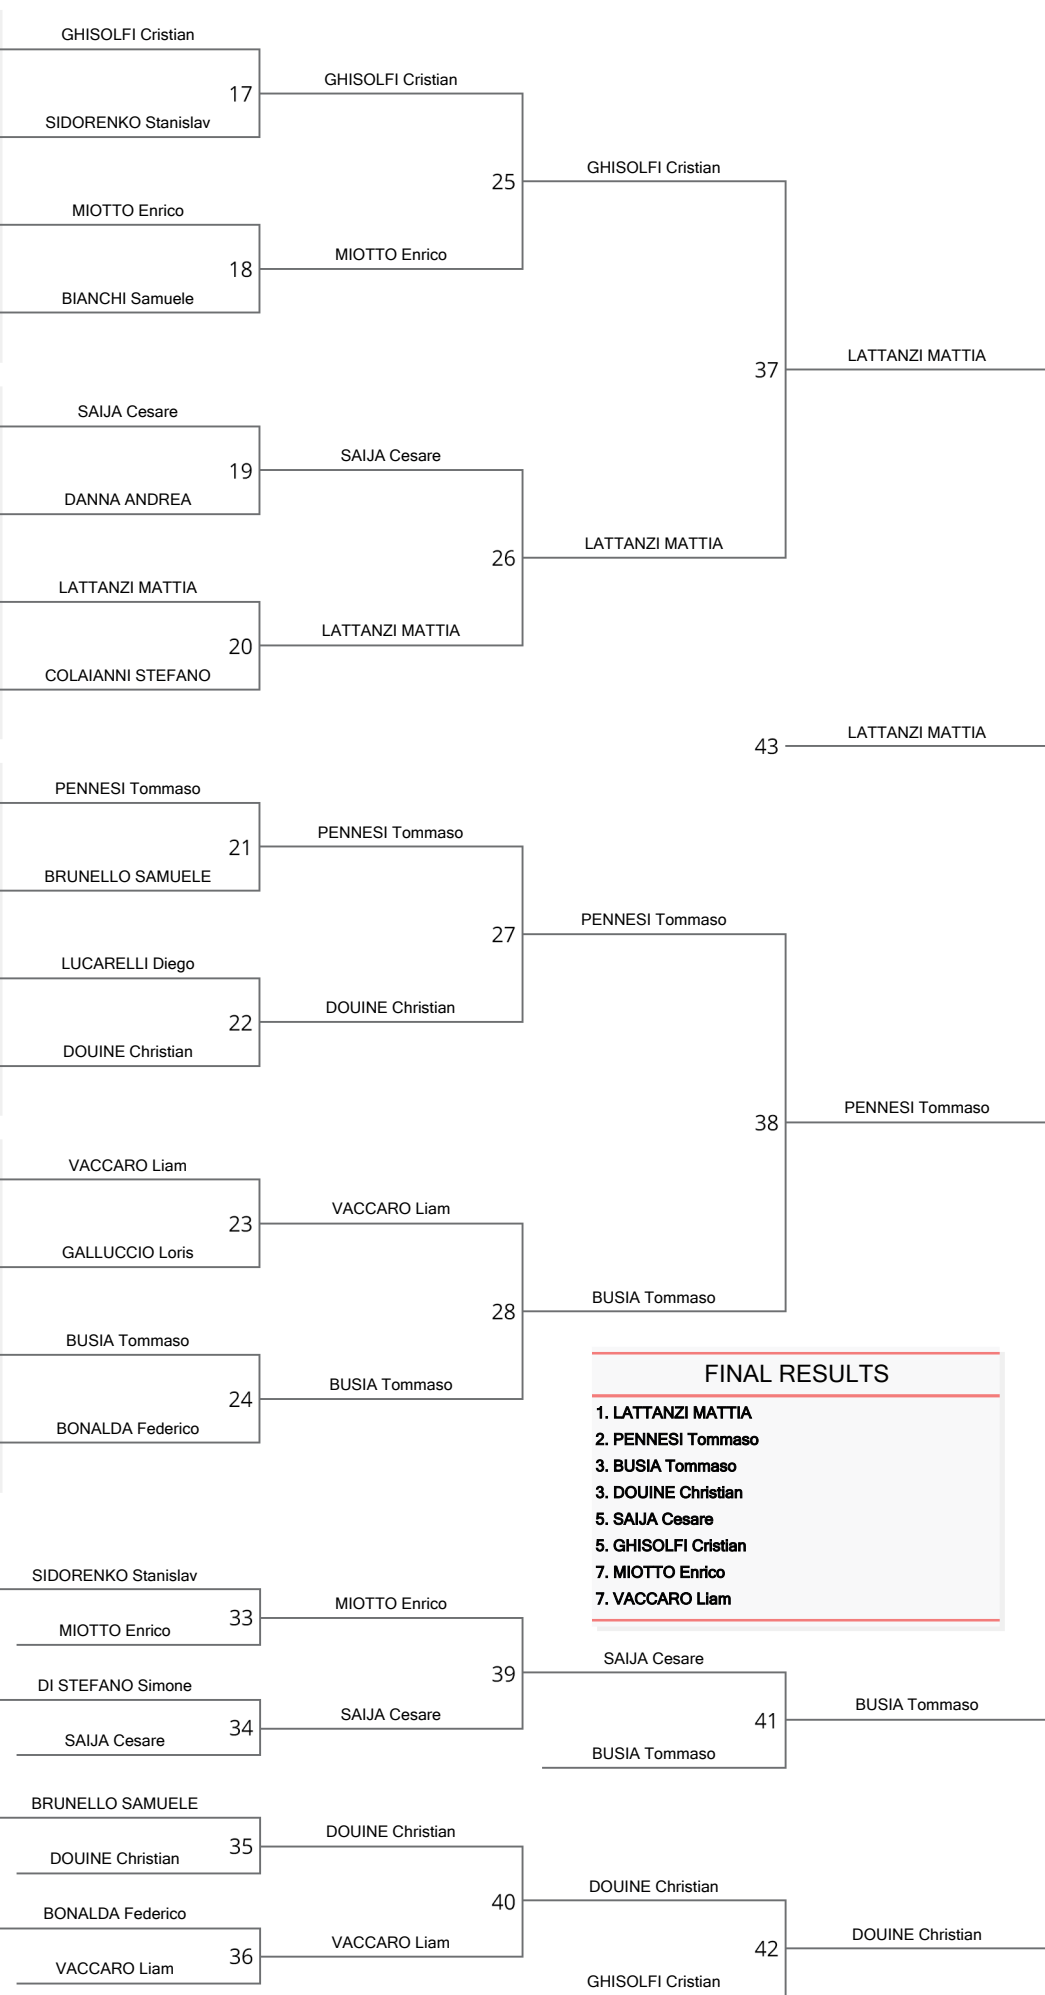 GHISOLFI Cristian
17
GHISOLFI Cristian
SIDORENKO Stanislav
25
GHISOLFI Cristian
MIOTTO Enrico
18
MIOTTO Enrico
BIANCHI Samuele
37
LATTANZI MATTIA
SAIJA Cesare
19
SAIJA Cesare
DANNA ANDREA
26
LATTANZI MATTIA
LATTANZI MATTIA
20
LATTANZI MATTIA
COLAIANNI STEFANO
43
LATTANZI MATTIA
PENNESI Tommaso
21
PENNESI Tommaso
BRUNELLO SAMUELE
27
PENNESI Tommaso
LUCARELLI Diego
22
DOUINE Christian
DOUINE Christian
38
PENNESI Tommaso
VACCARO Liam
23
VACCARO Liam
GALLUCCIO Loris
28
BUSIA Tommaso
BUSIA Tommaso
24
BUSIA Tommaso
BONALDA Federico
FINAL RESULTS
1. LATTANZI MATTIA
2. PENNESI Tommaso
3. BUSIA Tommaso
3. DOUINE Christian
5. SAIJA Cesare
5. GHISOLFI Cristian
7. MIOTTO Enrico
7. VACCARO Liam
SIDORENKO Stanislav
33
MIOTTO Enrico
MIOTTO Enrico
39
SAIJA Cesare
DI STEFANO Simone
34
SAIJA Cesare
SAIJA Cesare
41
BUSIA Tommaso
BUSIA Tommaso
BRUNELLO SAMUELE
35
DOUINE Christian
DOUINE Christian
40
DOUINE Christian
BONALDA Federico
36
VACCARO Liam
VACCARO Liam
42
DOUINE Christian
GHISOLFI Cristian